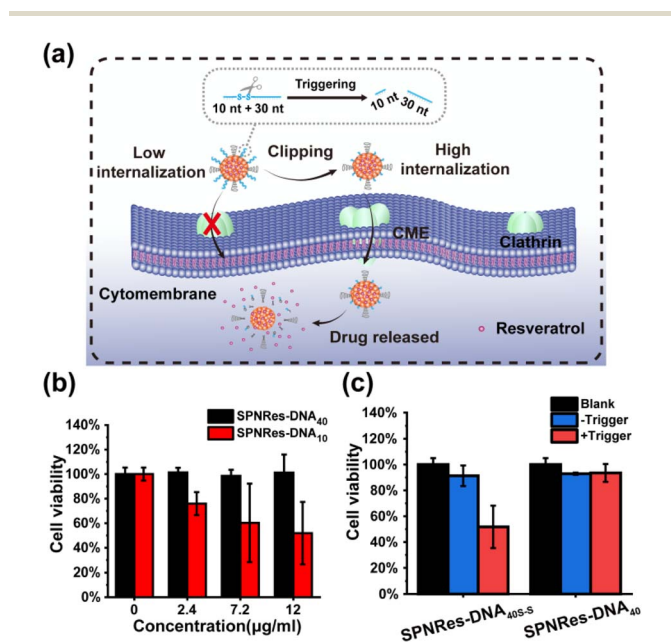 (a)
Triggering
S-S
10 nt + 30 nt
10 nt 30 nt
Low internalization
Clipping
High internalization
CME
Clathrin
Cytomembrane
Drug released
Resveratrol
(b)
SPNRes-DNA40
SPNRes-DNA10
Cell viability
140%
120%
100%
80%
60%
40%
20%
0%
0 2.4 7.2 12
Concentration(μg/ml)
(c)
Blank
-Trigger
+Trigger
Cell viability
140%
120%
100%
80%
60%
40%
20%
0%
SPNRes-DNA40S-S
SPNRes-DNA40